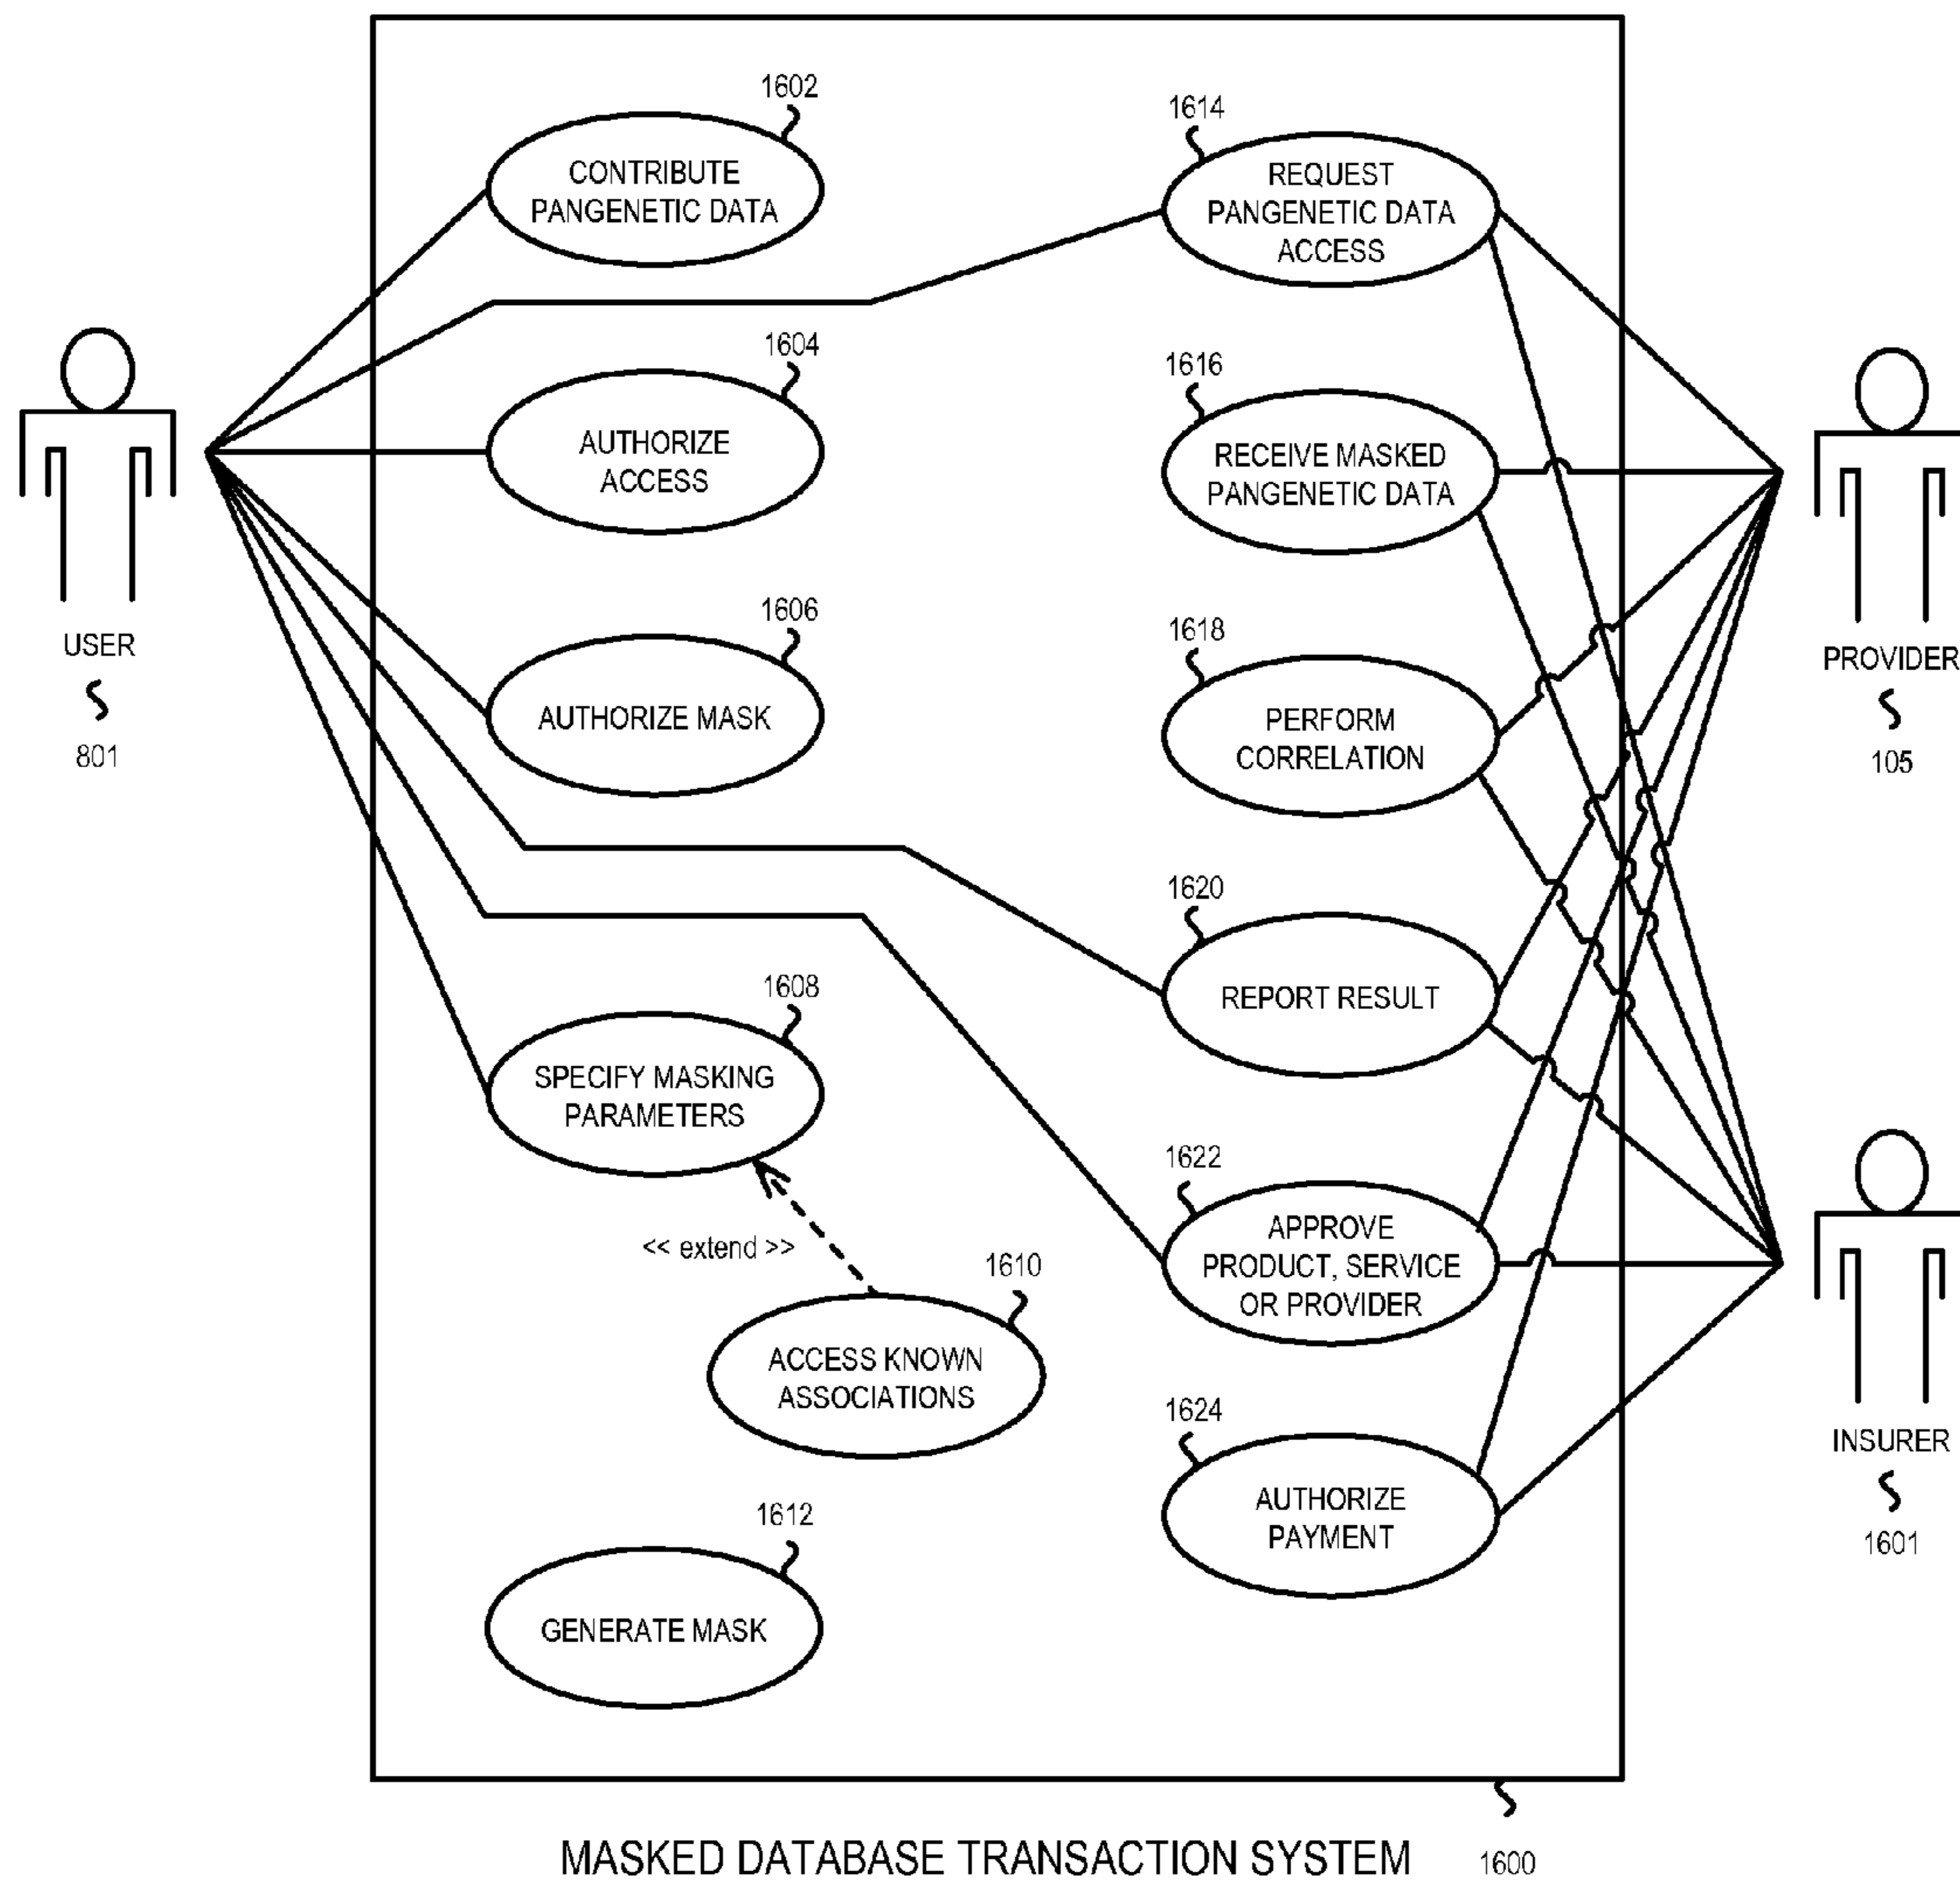 1602
CONTRIBUTE
PANGENETIC DATA
1614
REQUEST
PANGENETIC DATA
ACCESS
1604
AUTHORIZE
ACCESS
1616
RECEIVE MASKED
PANGENETIC DATA
USER
801
PROVIDER
105
1606
AUTHORIZE MASK
1618
PERFORM
CORRELATION
1620
REPORT RESULT
1608
SPECIFY MASKING
PARAMETERS
<< extend >>
1610
ACCESS KNOWN
ASSOCIATIONS
1622
APPROVE
PRODUCT, SERVICE
OR PROVIDER
1624
AUTHORIZE
PAYMENT
INSURER
1601
1612
GENERATE MASK
MASKED DATABASE TRANSACTION SYSTEM
1600